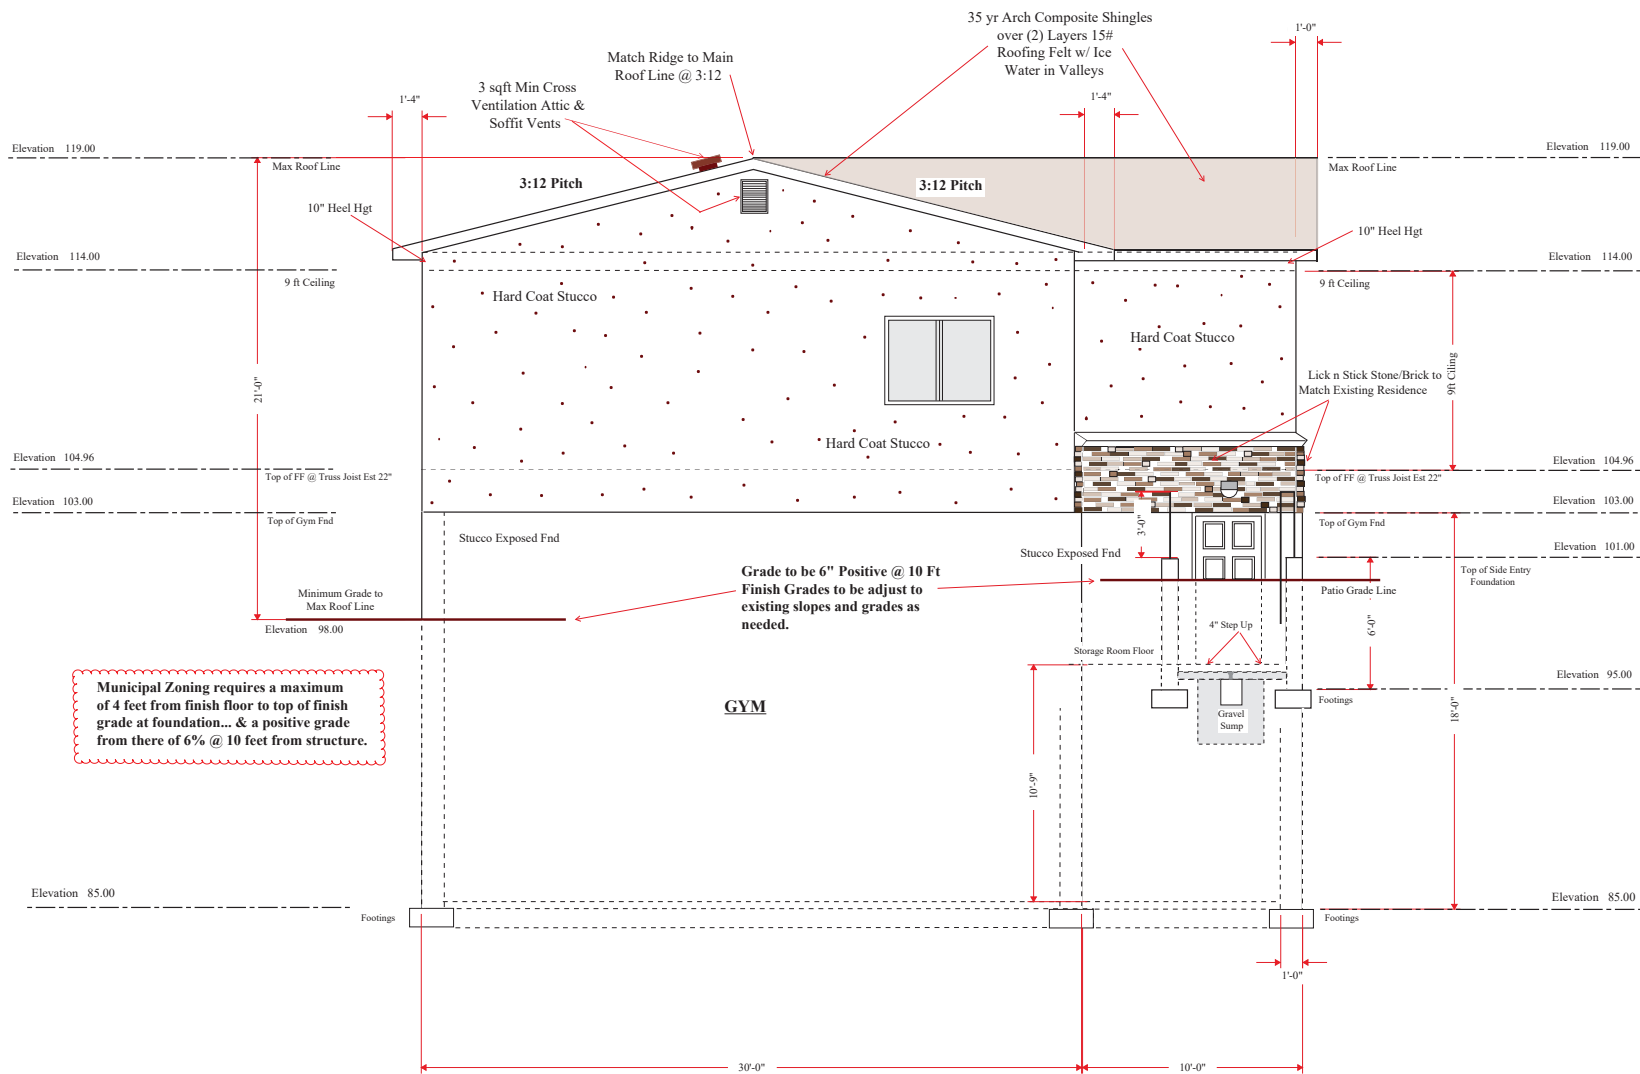 35 yr Arch Composite Shingles
over (2) Layers 15#
Roofing Felt w/ Ice
Water in Valleys
1'-0"
Match Ridge to Main
Roof Line @ 3:12
3 sqft Min Cross
Ventilation Attic &
Soffit Vents
1'-4"
1'-4"
Elevation 119.00
Elevation 119.00
Max Roof Line
Max Roof Line
3:12 Pitch
3:12 Pitch
10" Heel Hgt
10" Heel Hgt
Elevation 114.00
Elevation 114.00
9 ft Ceiling
9 ft Ceiling
Hard Coat Stucco
Hard Coat Stucco
Lick n Stick Stone/Brick to
Match Existing Residence
9ft Ciling
21'-0"
Hard Coat Stucco
Elevation 104.96
Elevation 104.96
Top of FF @ Truss Joist Est 22"
Top of FF @ Truss Joist Est 22"
Elevation 103.00
Elevation 103.00
Top of Gym Fnd
Top of Gym Fnd
3'-0"
Stucco Exposed Fnd
Stucco Exposed Fnd
Elevation 101.00
Top of Side Entry
Foundation
Grade to be 6" Positive @ 10 Ft
Finish Grades to be adjust to
existing slopes and grades as
needed.
Patio Grade Line
Minimum Grade to
Max Roof Line
Elevation 98.00
4" Step Up
6'-0"
Storage Room Floor
Elevation 95.00
Footings
Municipal Zoning requires a maximum
of 4 feet from finish floor to top of finish
grade at foundation... & a positive grade
from there of 6% @ 10 feet from structure.
GYM
Gravel
Sump
18'-0"
10'-9"
Elevation 85.00
Elevation 85.00
Footings
Footings
1'-0"
30'-0"
10'-0"